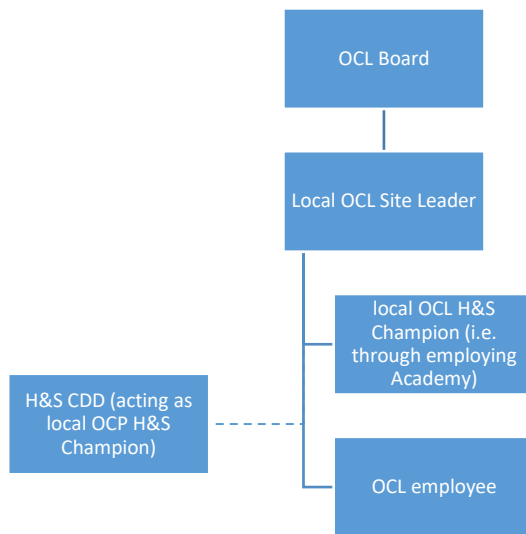 OCL Board
Local OCL Site Leader
local OCL H&S
Champion (i.e.
through employing
Academy)
H&S CDD (acting as
local OCP H&S
Champion)
OCL employee